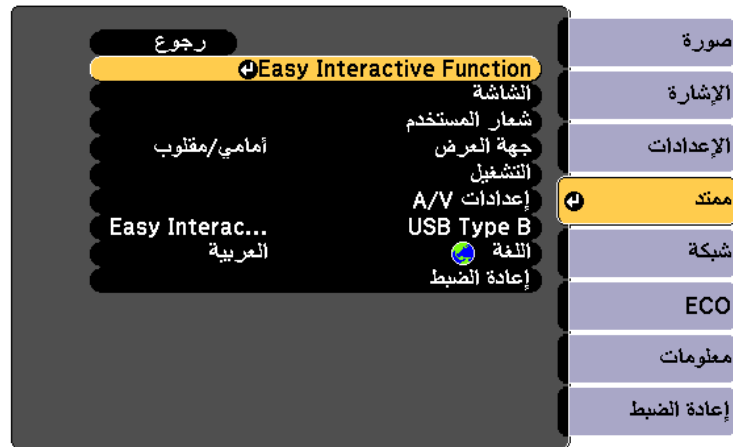 صورة
الإشارة
الإعدادات
ممتد
شبكة
ECO
معلومات
إعادة الضبط
رجوع
Easy Interactive Function
الشاشة
شعار المستخدم
جهة العرض أمامي/مقلوب
التشغيل
إعدادات A/V
USB Type B Easy Interac...
اللغة العربية
إعادة الضبط